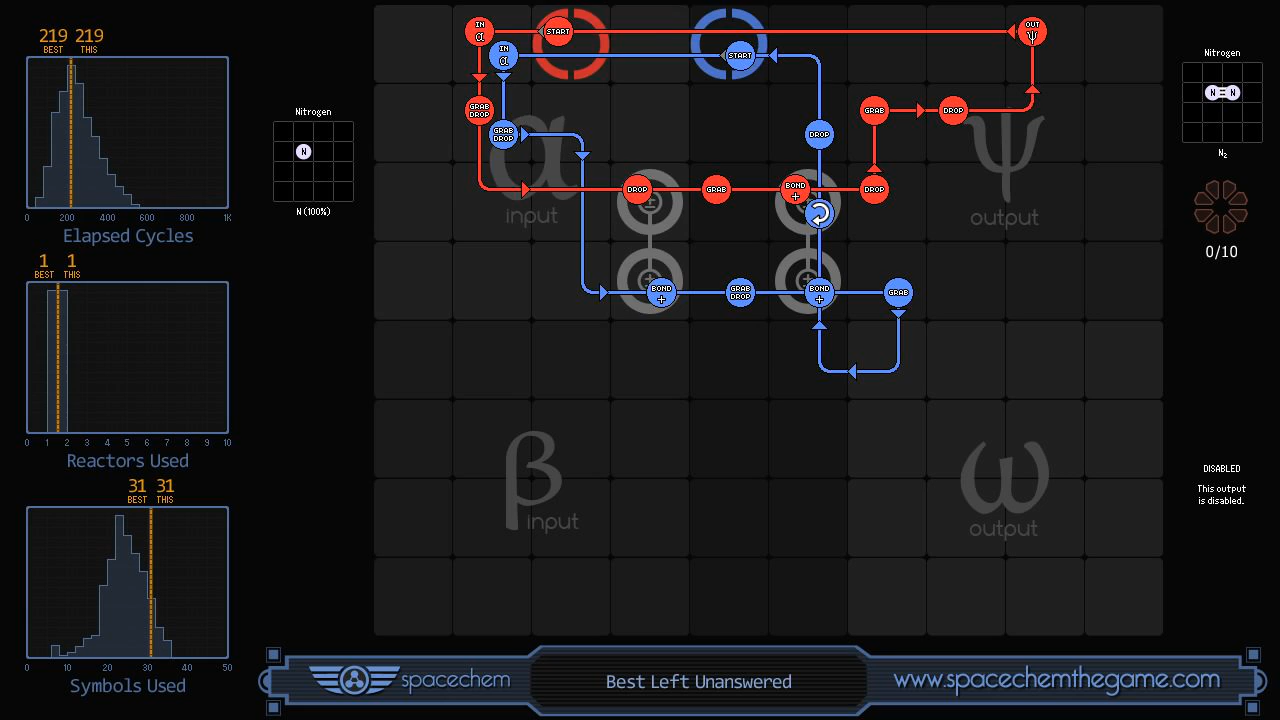 219 219
BEST THIS
0 200 400 600 800 1K
Elapsed Cycles
1 1
BEST THIS
0 1 2 3 4 5 6 7 8 9 10
Reactors Used
31 31
BEST THIS
0 10 20 30 40 50
Symbols Used
Nitrogen
N
N (100%)
IN α START START OUT ψ
IN α
GRAB DROP GRAB DROP
GRAB DROP DROP
DROP GRAB BOND + DROP
BOND + GRAB DROP BOND + GRAB
α
input
ψ
output
β
input
ω
output
Nitrogen
N=N
N₂
0/10
DISABLED
This output
is disabled.
spacechem
Best Left Unanswered
www.spacechemthegame.com